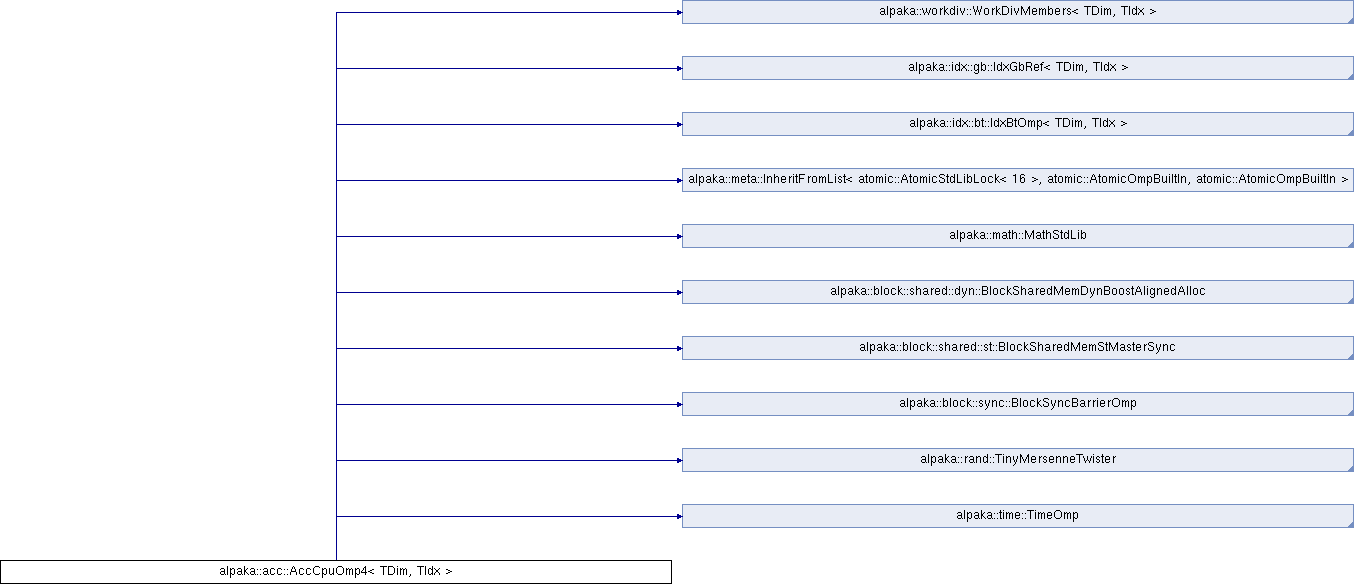 alpaka::workdiv::WorkDivMembers< TDim, TIdx >
alpaka::idx::gb::IdxGbRef< TDim, TIdx >
alpaka::idx::bt::IdxBtOmp< TDim, TIdx >
alpaka::meta::InheritFromList< atomic::AtomicStdLibLock< 16 >, atomic::AtomicOmpBuiltIn, atomic::AtomicOmpBuiltIn >
alpaka::math::MathStdLib
alpaka::block::shared::dyn::BlockSharedMemDynBoostAlignedAlloc
alpaka::block::shared::st::BlockSharedMemStMasterSync
alpaka::block::sync::BlockSyncBarrierOmp
alpaka::rand::TinyMersenneTwister
alpaka::time::TimeOmp
alpaka::acc::AccCpuOmp4< TDim, TIdx >